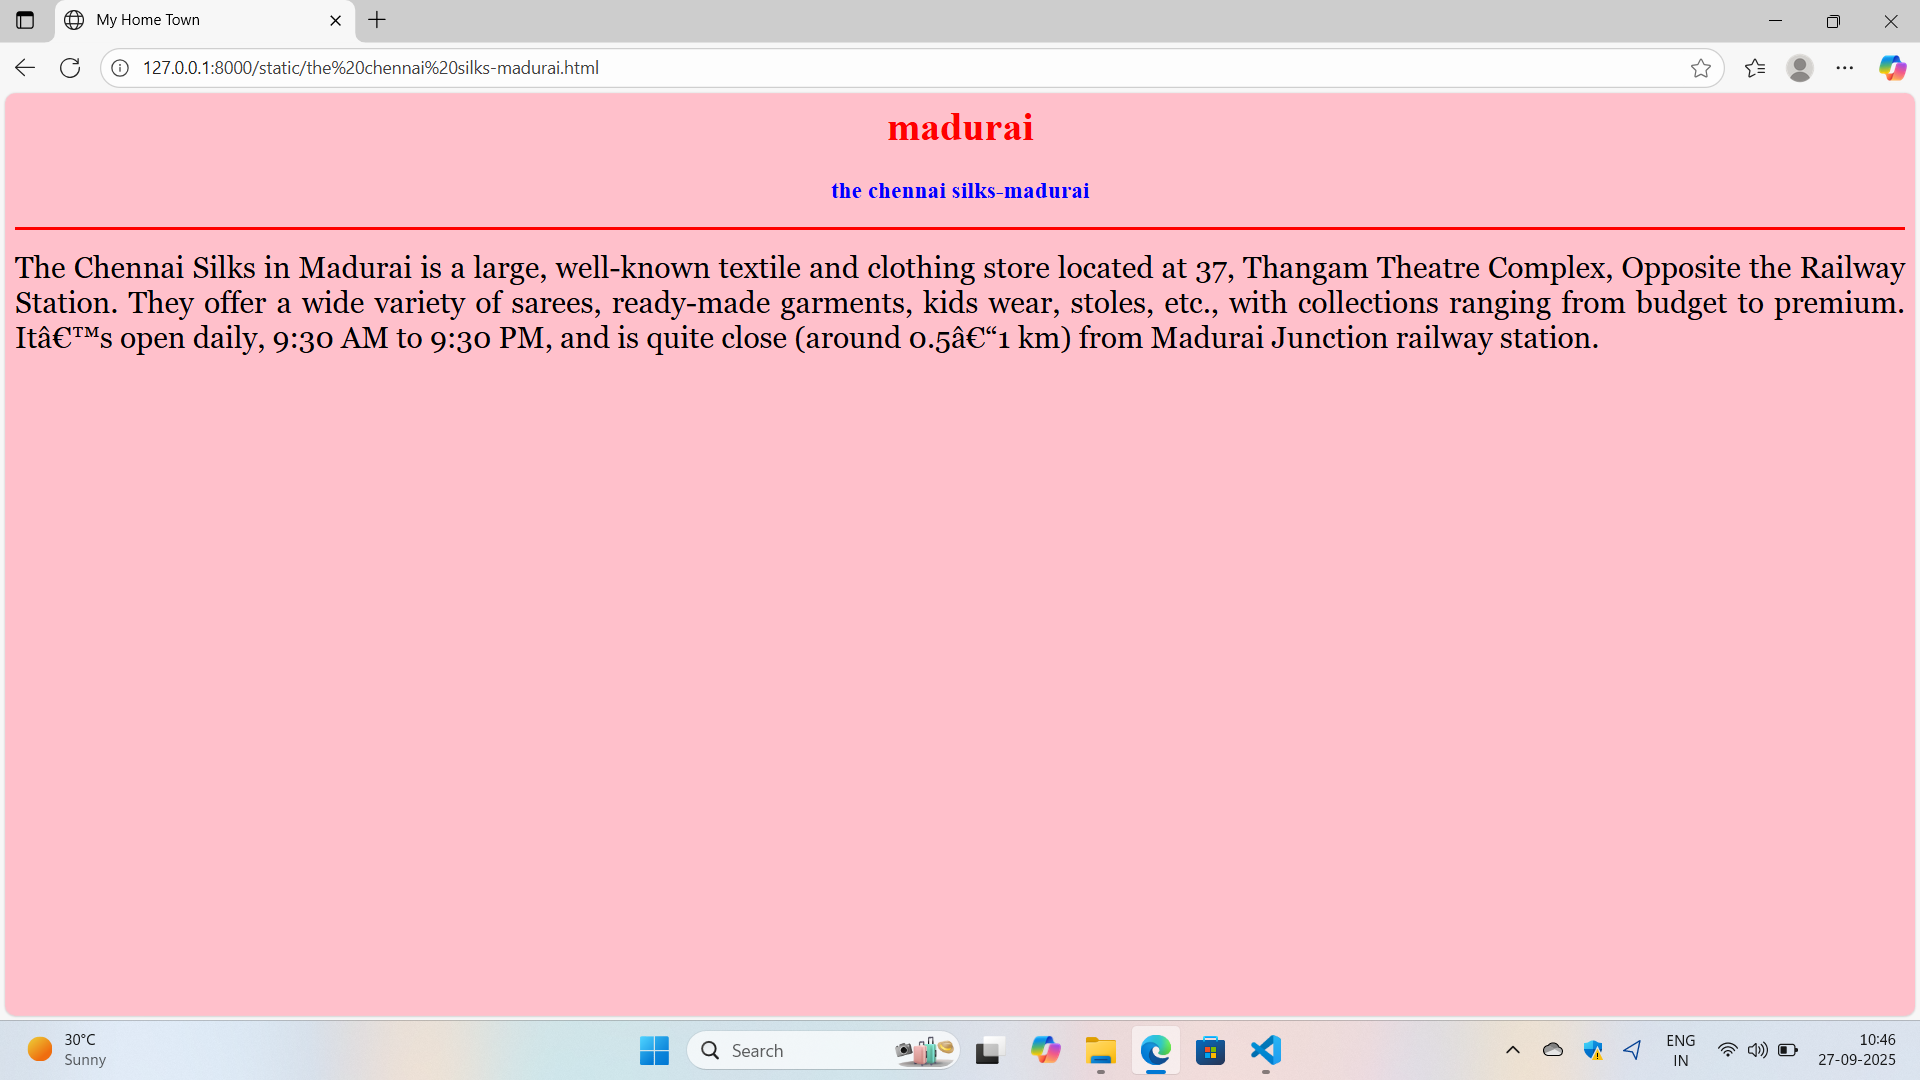 My Home Town
127.0.0.1:8000/static/the%20chennai%20silks-madurai.html
madurai
the chennai silks-madurai
The Chennai Silks in Madurai is a large, well-known textile and clothing store located at 37, Thangam Theatre Complex, Opposite the Railway
Station. They offer a wide variety of sarees, ready-made garments, kids wear, stoles, etc., with collections ranging from budget to premium.
Itâ€™s open daily, 9:30 AM to 9:30 PM, and is quite close (around 0.5â€“1 km) from Madurai Junction railway station.
30°C
Sunny
Search
ENG
IN
10:46
27-09-2025